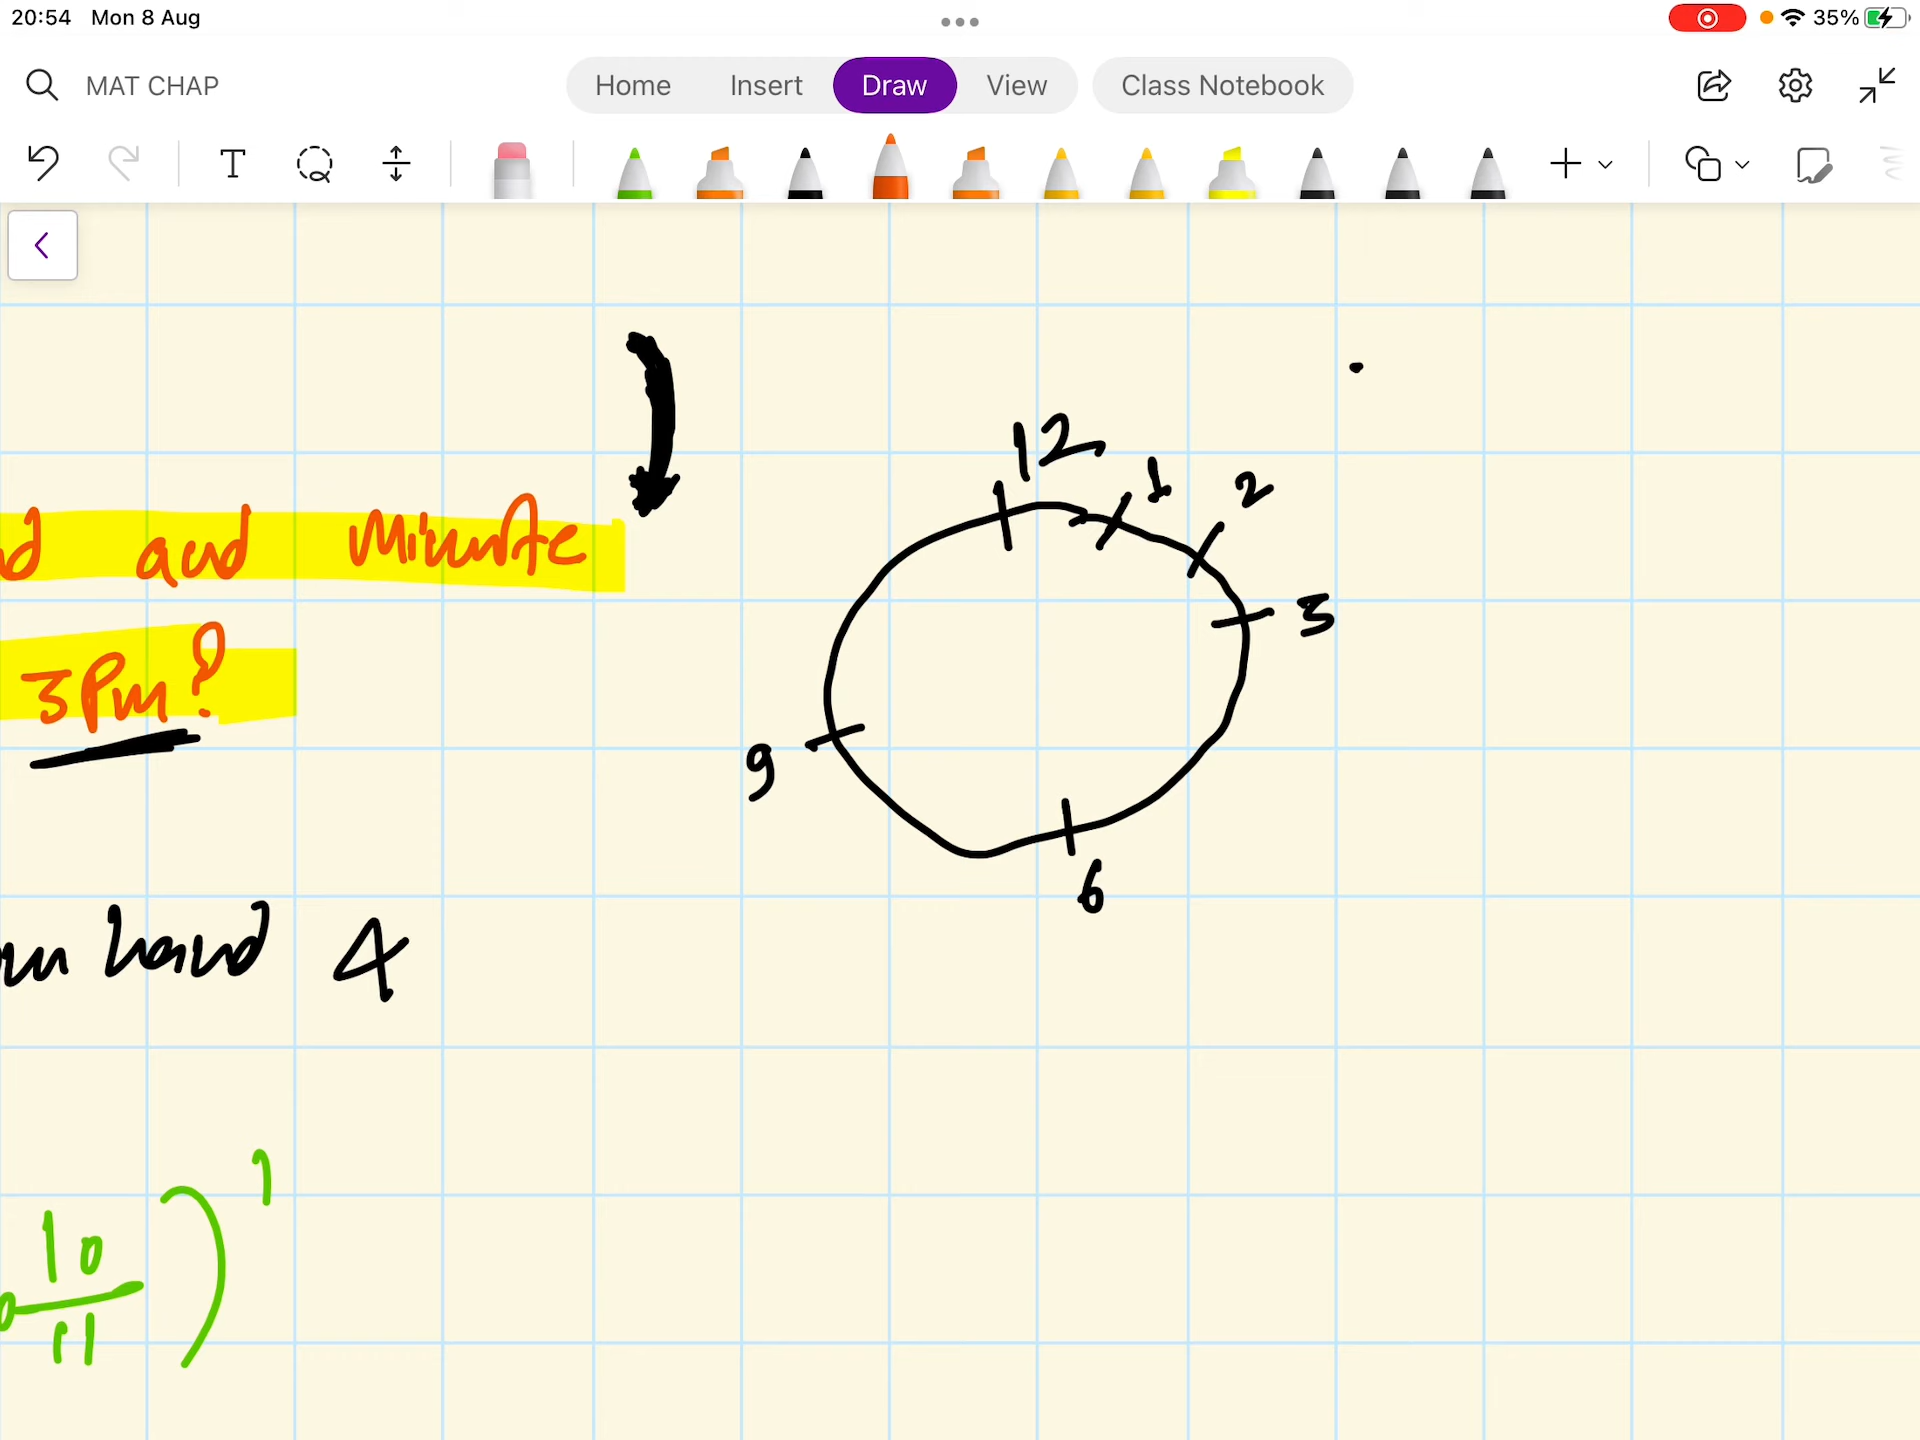 20:54 Mon 8 Aug
35%
MAT CHAP
Home Insert Draw View Class Notebook
T
12
1
2
and Minute
3
3Pm?
9
6
hand 4
1
10
11